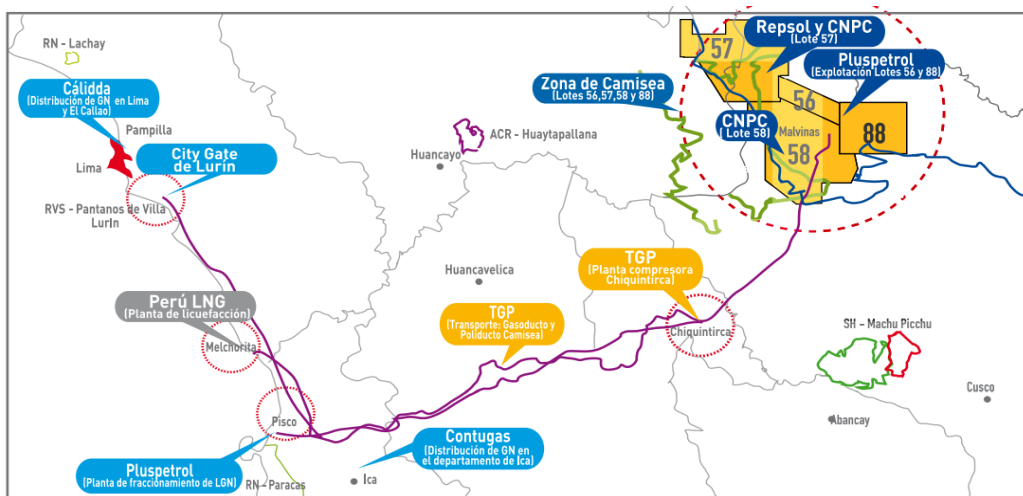 RN - Lachay
Cálidda
(Distribución de GN en Lima
y El Callao)
Pampilla
Lima
City Gate
de Lurín
RVS - Pantanos de Villa
LurIn
Perú LNG
(Planta de licuefacción)
Melchorita
Pisco
Pluspetrol
(Planta de fraccionamiento de LGN)
RN - Paracas
Ica
Contugas
(Distribución de GN en
el departamento de Ica)
Huancayo
ACR - Huaytapallana
Huancavelica
TGP
(Transporte: Gasoducto y
Poliducto Camisea)
TGP
(Planta compresora
Chiquintirca)
Chiquintirca
Zona de Camisea
(Lotes 56,57,58 y 88)
57
Repsol y CNPC
(Lote 57)
Pluspetrol
(Explotación Lotes 56 y 88)
56
CNPC
( Lote 58)
Malvinas
58
88
SH - Machu Picchu
Cusco
Abancay